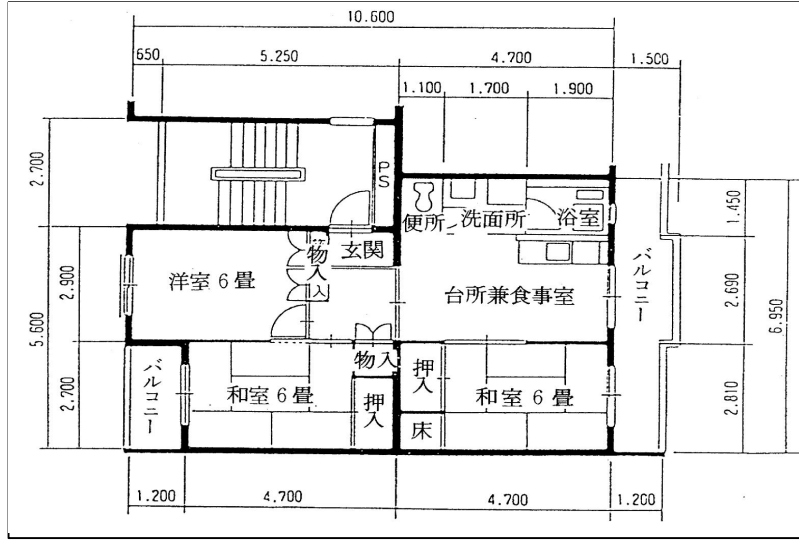 10.600
650
5.250
4.700
1.500
1.100
1.700
1.900
2.700
PS
便所
洗面所
浴室
1.450
玄関
物入
入
洋室6畳
台所兼食事室
バルコニー
2.900
5.600
2.690
6.950
バルコニー
物入
和室6畳
押入
押入
床
和室6畳
2.700
2.810
1.200
4.700
4.700
1.200